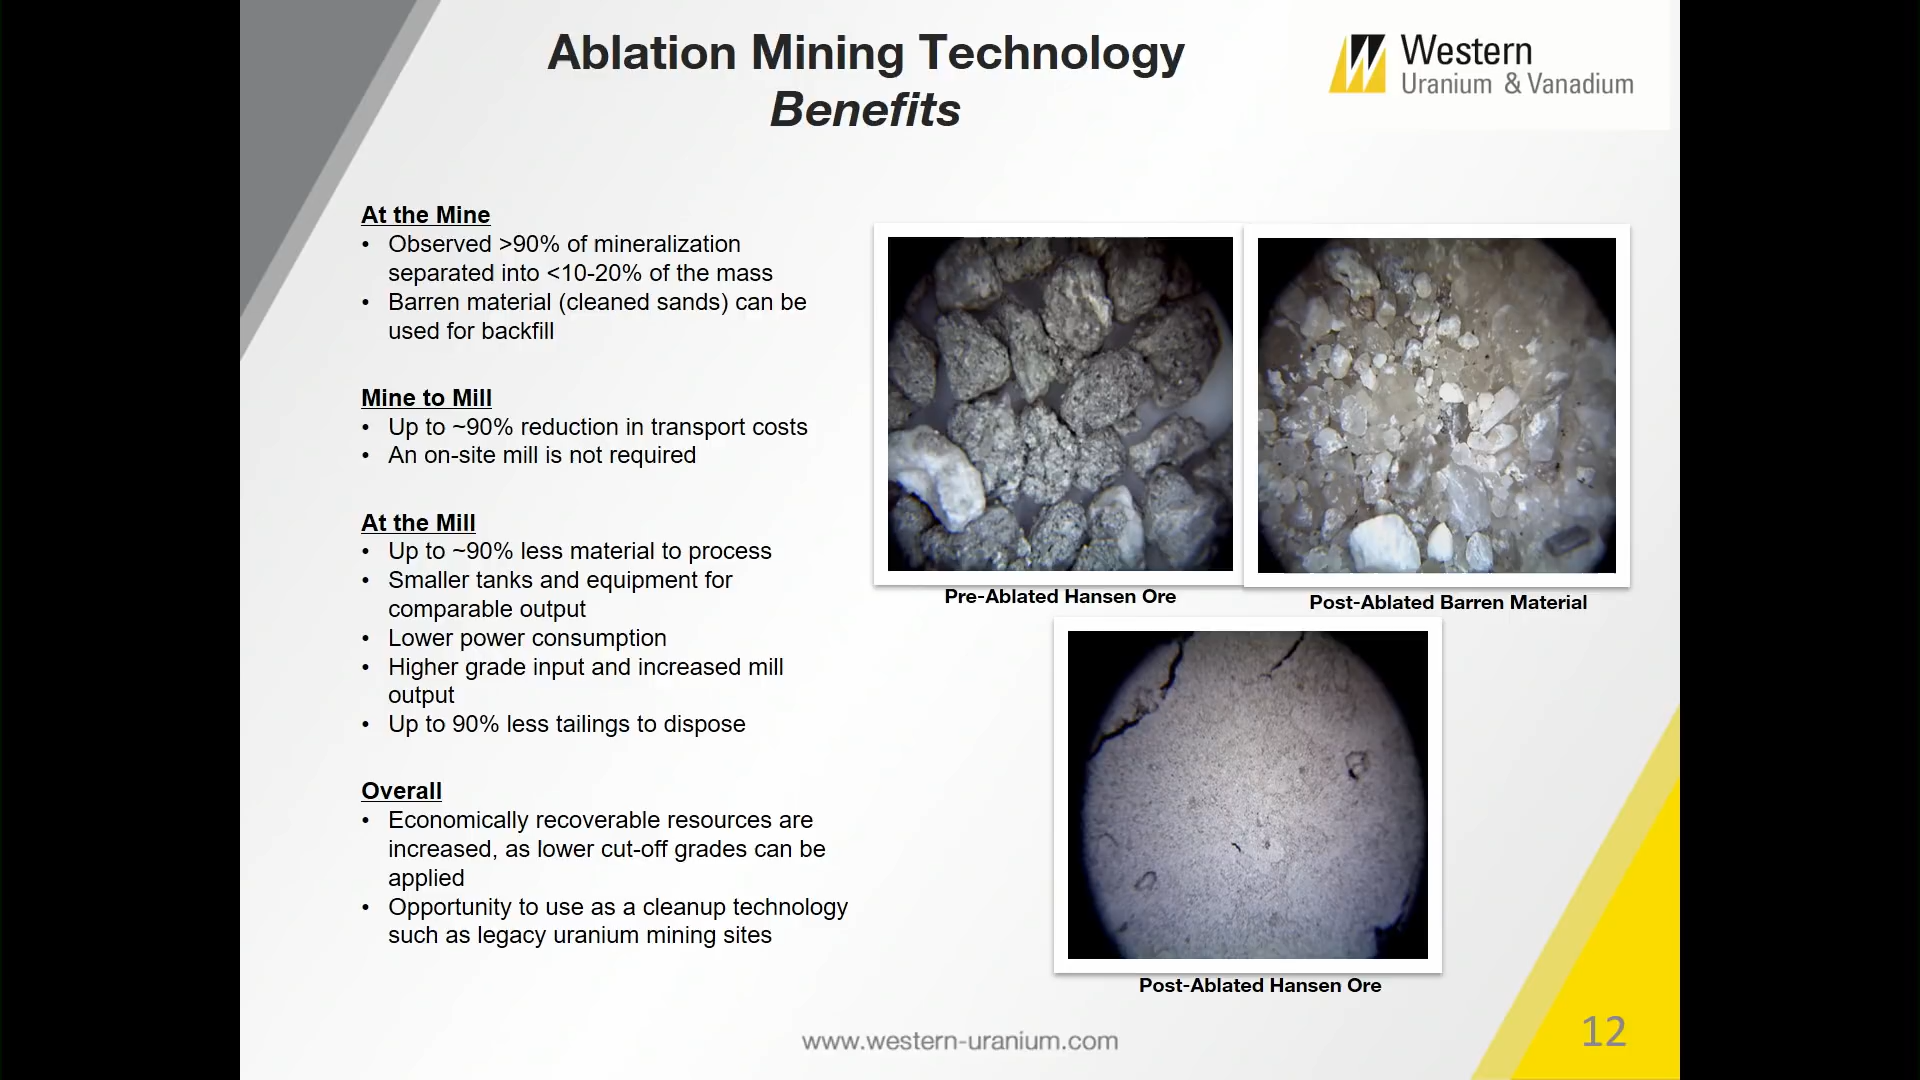 Ablation Mining Technology
Benefits
Western
Uranium & Vanadium
At the Mine
• Observed >90% of mineralization
separated into <10-20% of the mass
• Barren material (cleaned sands) can be
used for backfill
Mine to Mill
• Up to ~90% reduction in transport costs
• An on-site mill is not required
At the Mill
• Up to ~90% less material to process
• Smaller tanks and equipment for
comparable output
• Lower power consumption
• Higher grade input and increased mill
output
• Up to 90% less tailings to dispose
Overall
• Economically recoverable resources are
increased, as lower cut-off grades can be
applied
• Opportunity to use as a cleanup technology
such as legacy uranium mining sites
Pre-Ablated Hansen Ore
Post-Ablated Barren Material
Post-Ablated Hansen Ore
www.western-uranium.com
12